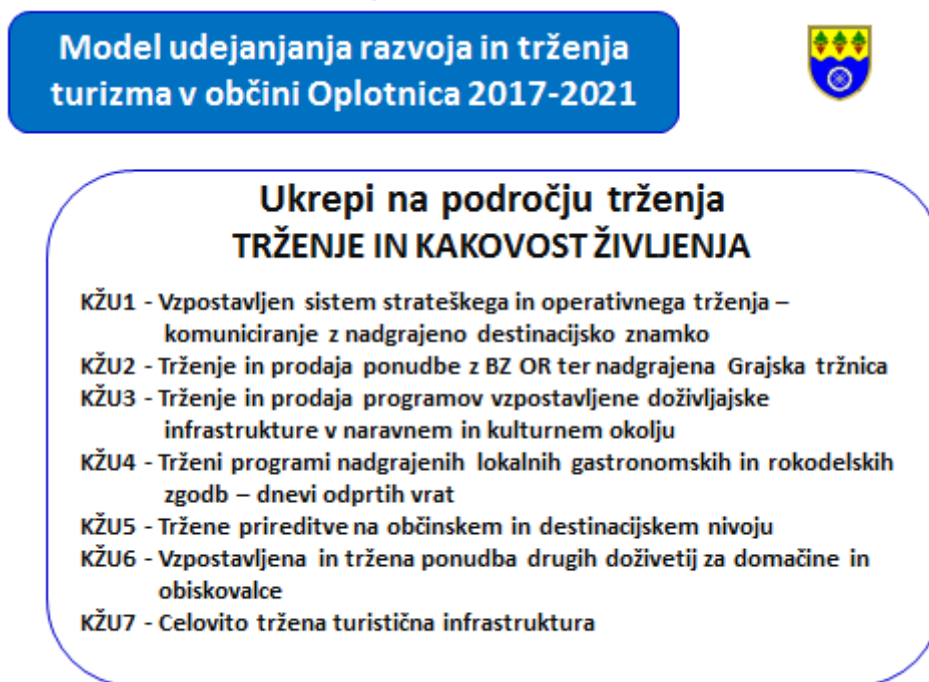 Model udejanjanja razvoja in trženja
turizma v občini Oplotnica 2017-2021
Ukrepi na področju trženja
TRŽENJE IN KAKOVOST ŽIVLJENJA
KŽU1 - Vzpostavljen sistem strateškega in operativnega trženja –
komuniciranje z nadgrajeno destinacijsko znamko
KŽU2 - Trženje in prodaja ponudbe z BZ OR ter nadgrajena Grajska tržnica
KŽU3 - Trženje in prodaja programov vzpostavljene doživljajske
infrastrukture v naravnem in kulturnem okolju
KŽU4 - Trženi programi nadgrajenih lokalnih gastronomskih in rokodelskih
zgodb – dnevi odprtih vrat
KŽU5 - Tržene prireditve na občinskem in destinacijskem nivoju
KŽU6 - Vzpostavljena in tržena ponudba drugih doživetij za domačine in
obiskovalce
KŽU7 - Celovito tržena turistična infrastruktura